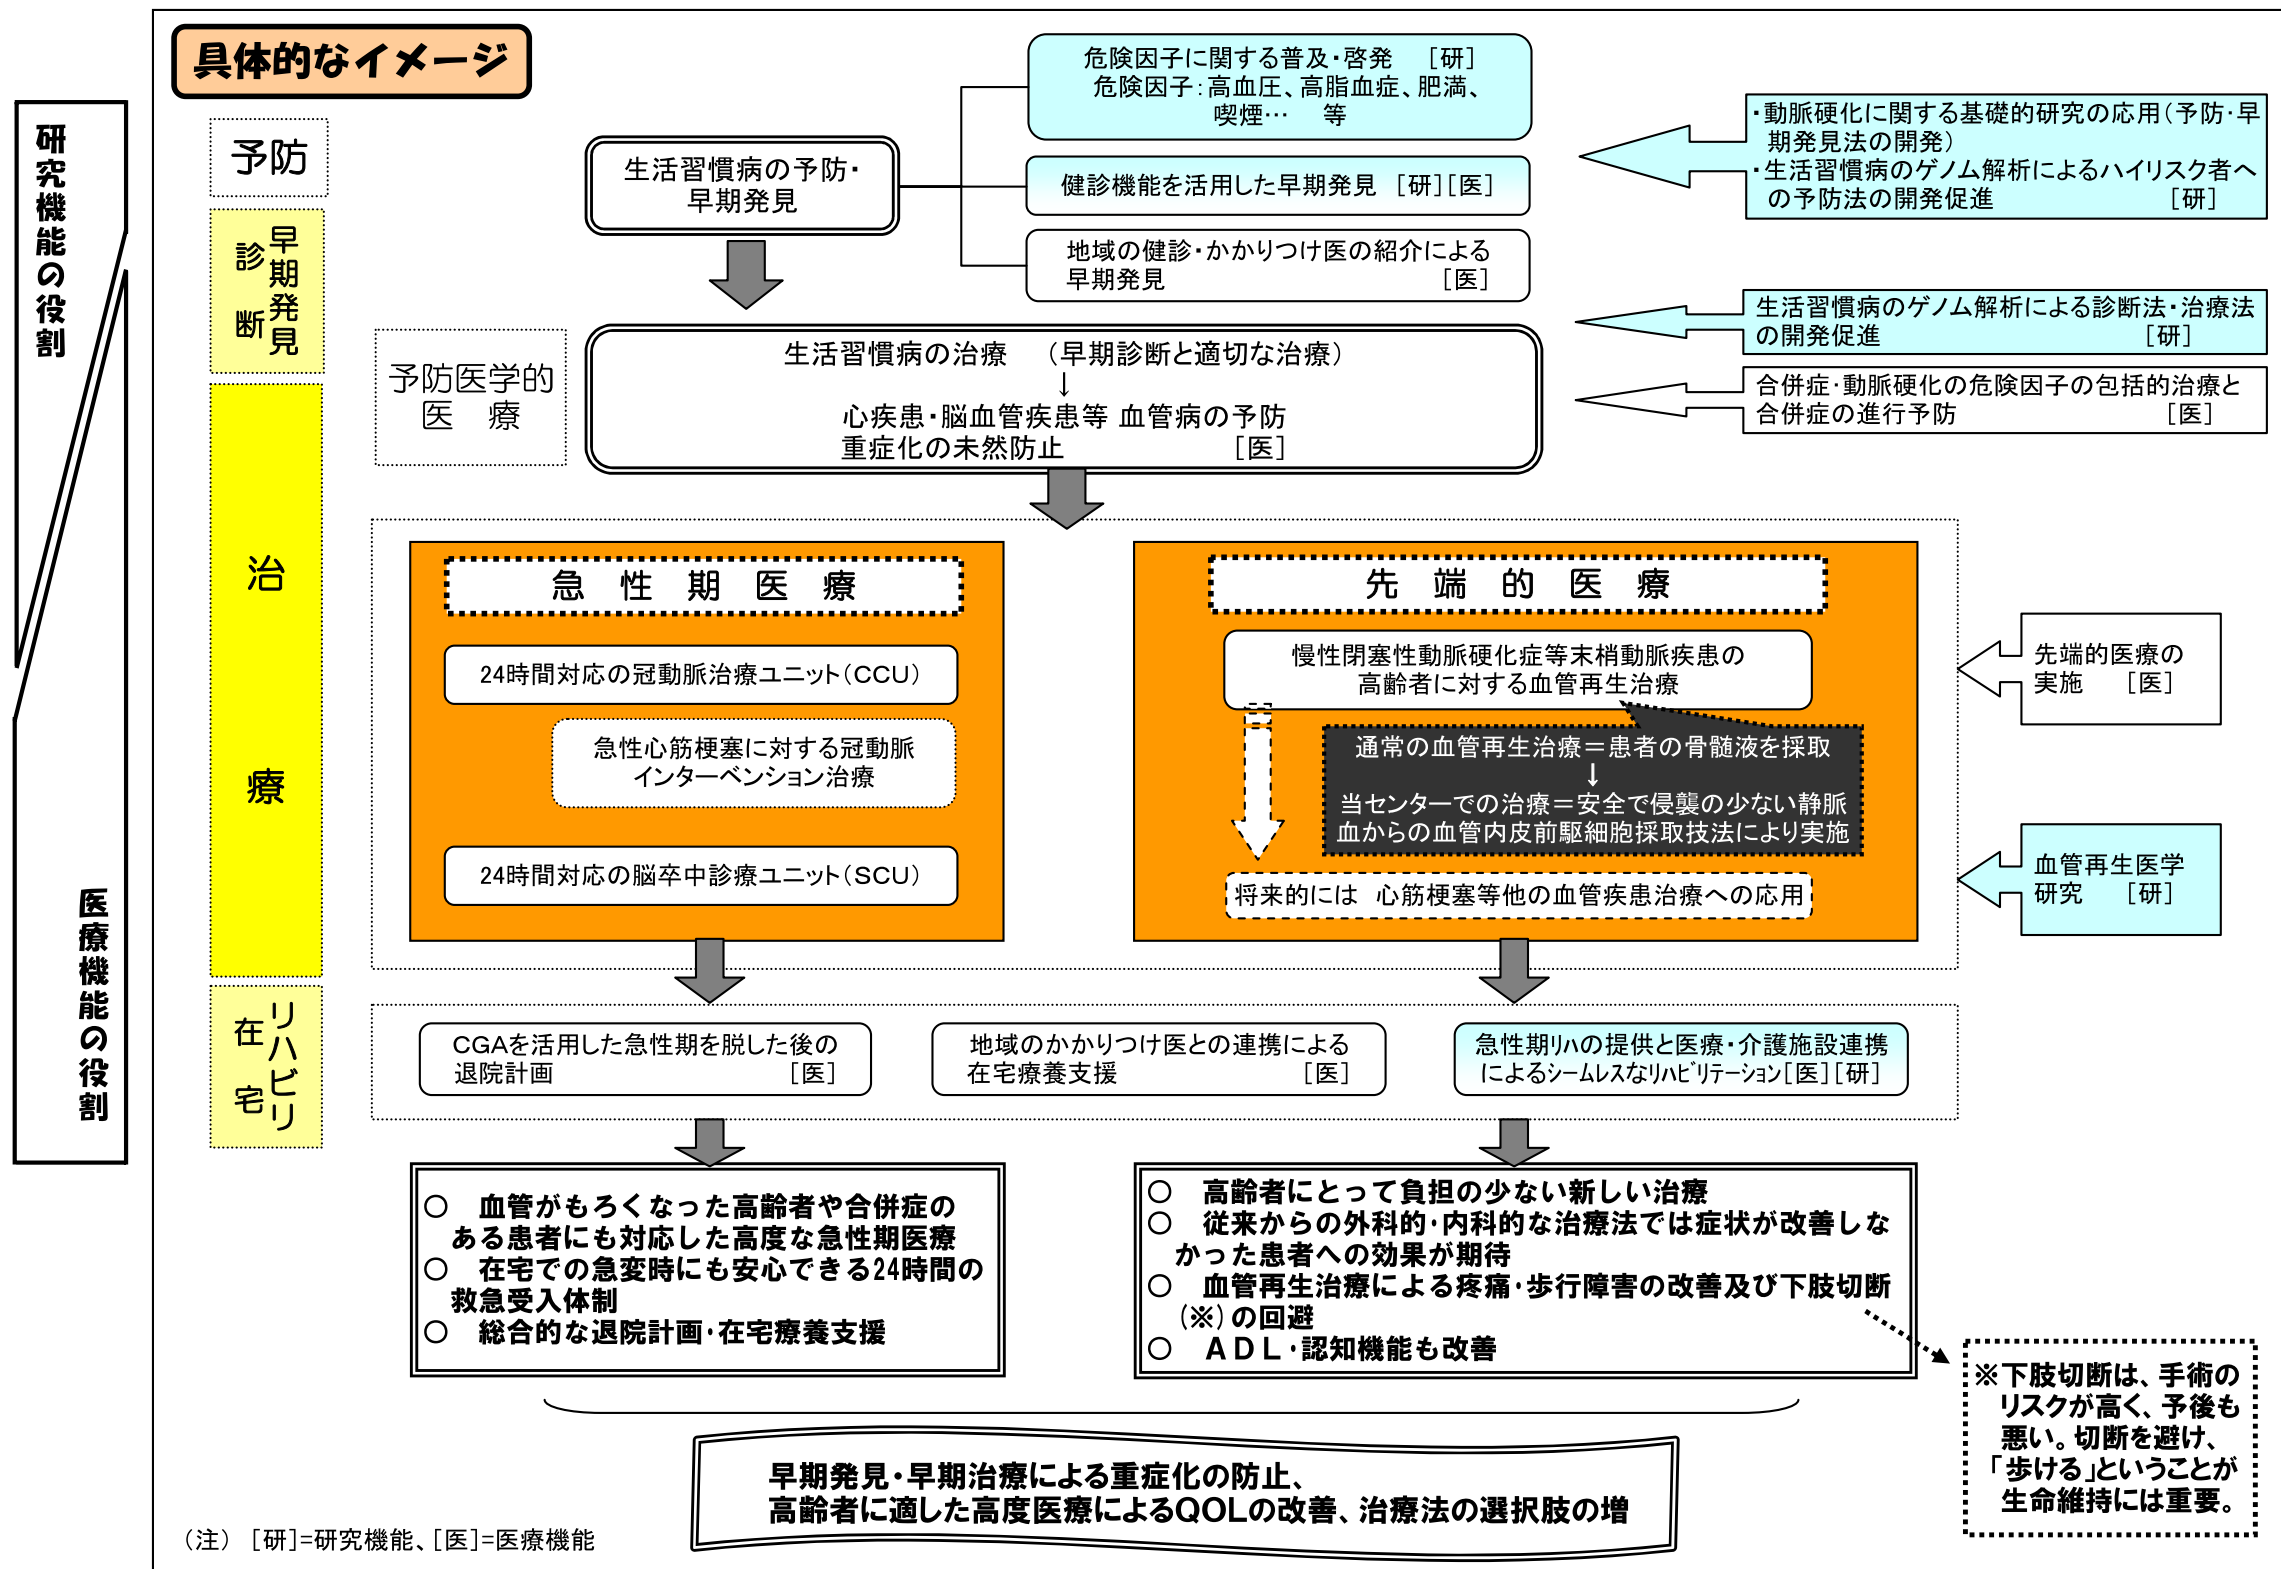 具体的なイメージ
研究機能の役割
医療機能の役割
予防
早期発見
診断
治療
リハビリ
在宅
生活習慣病の予防・
早期発見
危険因子に関する普及・啓発　［研］
危険因子：高血圧、高脂血症、肥満、
喫煙…　等
健診機能を活用した早期発見　［研］［医］
地域の健診・かかりつけ医の紹介による
早期発見　［医］
・動脈硬化に関する基礎的研究の応用（予防・早
期発見法の開発）
・生活習慣病のゲノム解析によるハイリスク者へ
の予防法の開発促進　［研］
予防医学的
医　療
生活習慣病の治療　（早期診断と適切な治療）
↓
心疾患・脳血管疾患等 血管病の予防
重症化の未然防止　［医］
生活習慣病のゲノム解析による診断法・治療法
の開発促進　［研］
合併症・動脈硬化の危険因子の包括的治療と
合併症の進行予防　［医］
急　性　期　医　療
24時間対応の冠動脈治療ユニット（CCU）
急性心筋梗塞に対する冠動脈
インターベンション治療
24時間対応の脳卒中診療ユニット（SCU）
先　端　的　医　療
慢性閉塞性動脈硬化症等末梢動脈疾患の
高齢者に対する血管再生治療
通常の血管再生治療＝患者の骨髄液を採取
↓
当センターでの治療＝安全で侵襲の少ない静脈
血からの血管内皮前駆細胞採取技法により実施
将来的には　心筋梗塞等他の血管疾患治療への応用
先端的医療の
実施　［医］
血管再生医学
研究　［研］
CGAを活用した急性期を脱した後の
退院計画　［医］
地域のかかりつけ医との連携による
在宅療養支援　［医］
急性期ﾘﾊの提供と医療・介護施設連携
によるｼｰﾑﾚｽなﾘﾊﾋﾞﾘﾃｰｼｮﾝ［医］［研］
○　血管がもろくなった高齢者や合併症の
ある患者にも対応した高度な急性期医療
○　在宅での急変時にも安心できる24時間の
救急受入体制
○　総合的な退院計画・在宅療養支援
○　高齢者にとって負担の少ない新しい治療
○　従来からの外科的・内科的な治療法では症状が改善しな
かった患者への効果が期待
○　血管再生治療による疼痛・歩行障害の改善及び下肢切断
（※）の回避
○　ＡＤＬ・認知機能も改善
※下肢切断は、手術の
リスクが高く、予後も
悪い。切断を避け、
「歩ける」ということが
生命維持には重要。
早期発見・早期治療による重症化の防止、
高齢者に適した高度医療によるQOLの改善、治療法の選択肢の増
（注）［研］=研究機能、［医］=医療機能